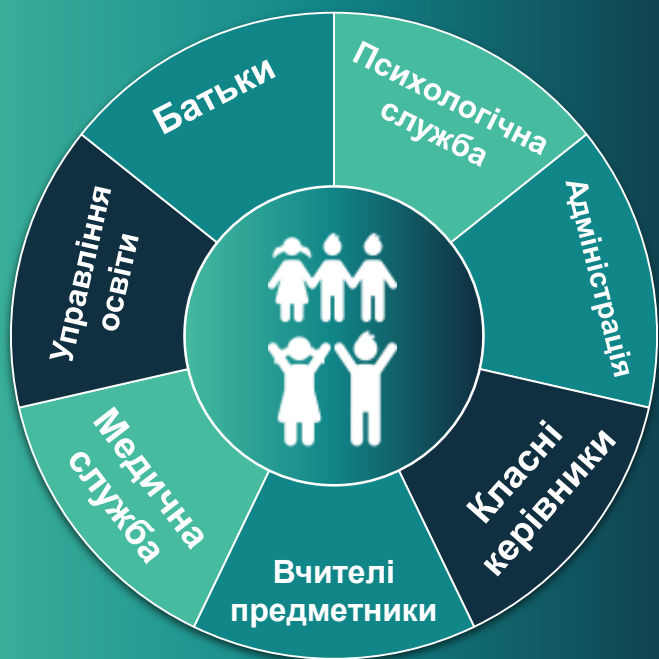 Психологічна
служба
Адміністрація
Класні
керівники
Вчителі
предметники
Медична
служба
Управління
освіти
Батьки